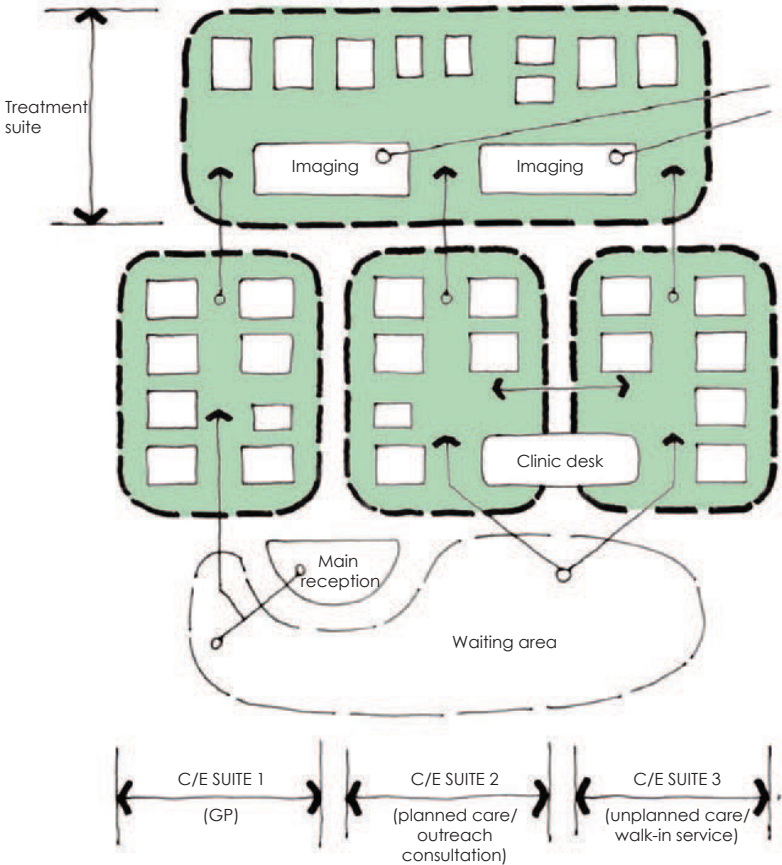 Treatment
suite
Imaging
Imaging
Clinic desk
Main
reception
Waiting area
C/E SUITE 1
(GP)
C/E SUITE 2
(planned care/
outreach
consultation)
C/E SUITE 3
(unplanned care/
walk-in service)